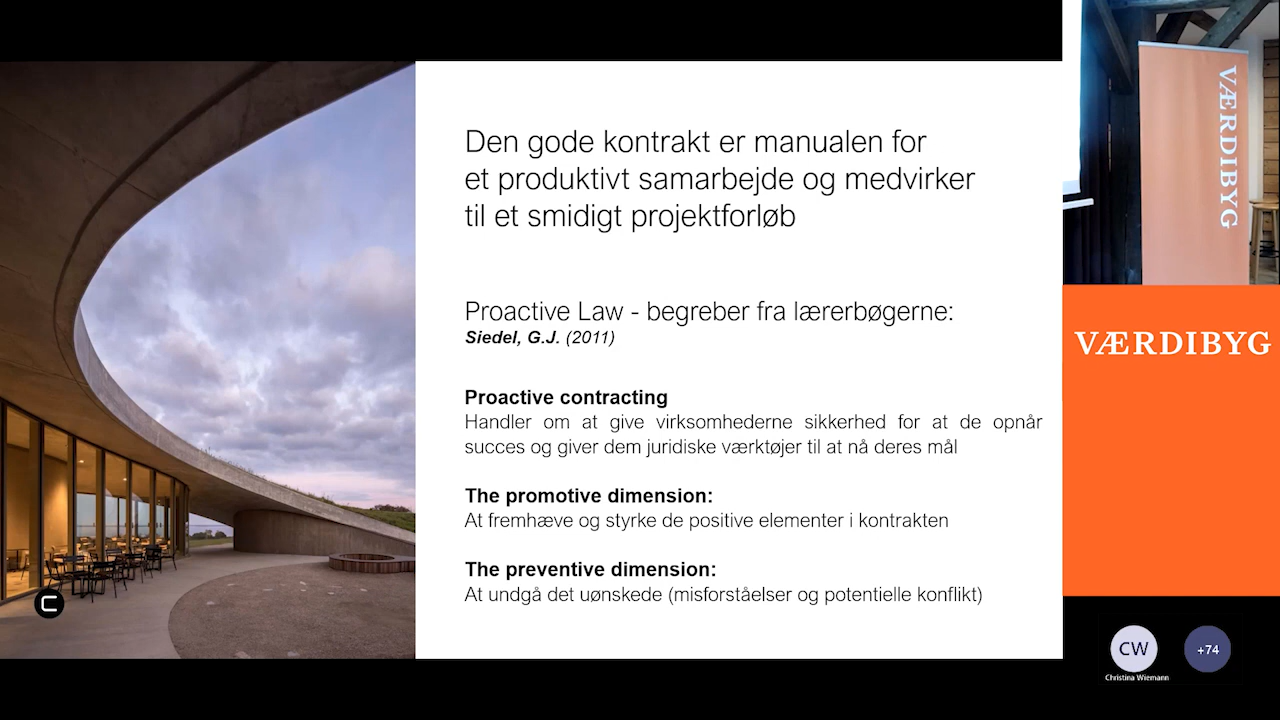 Den gode kontrakt er manualen for
et produktivt samarbejde og medvirker
til et smidigt projektforløb
Proactive Law - begreber fra lærerbøgerne:
Siedel, G.J. (2011)
Proactive contracting
Handler om at give virksomhederne sikkerhed for at de opnår
succes og giver dem juridiske værktøjer til at nå deres mål
The promotive dimension:
At fremhæve og styrke de positive elementer i kontrakten
The preventive dimension:
At undgå det uønskede (misforståelser og potentielle konflikt)
VÆRDIBYG
VÆRDIBYG
CW
+74
Christina Wiemann